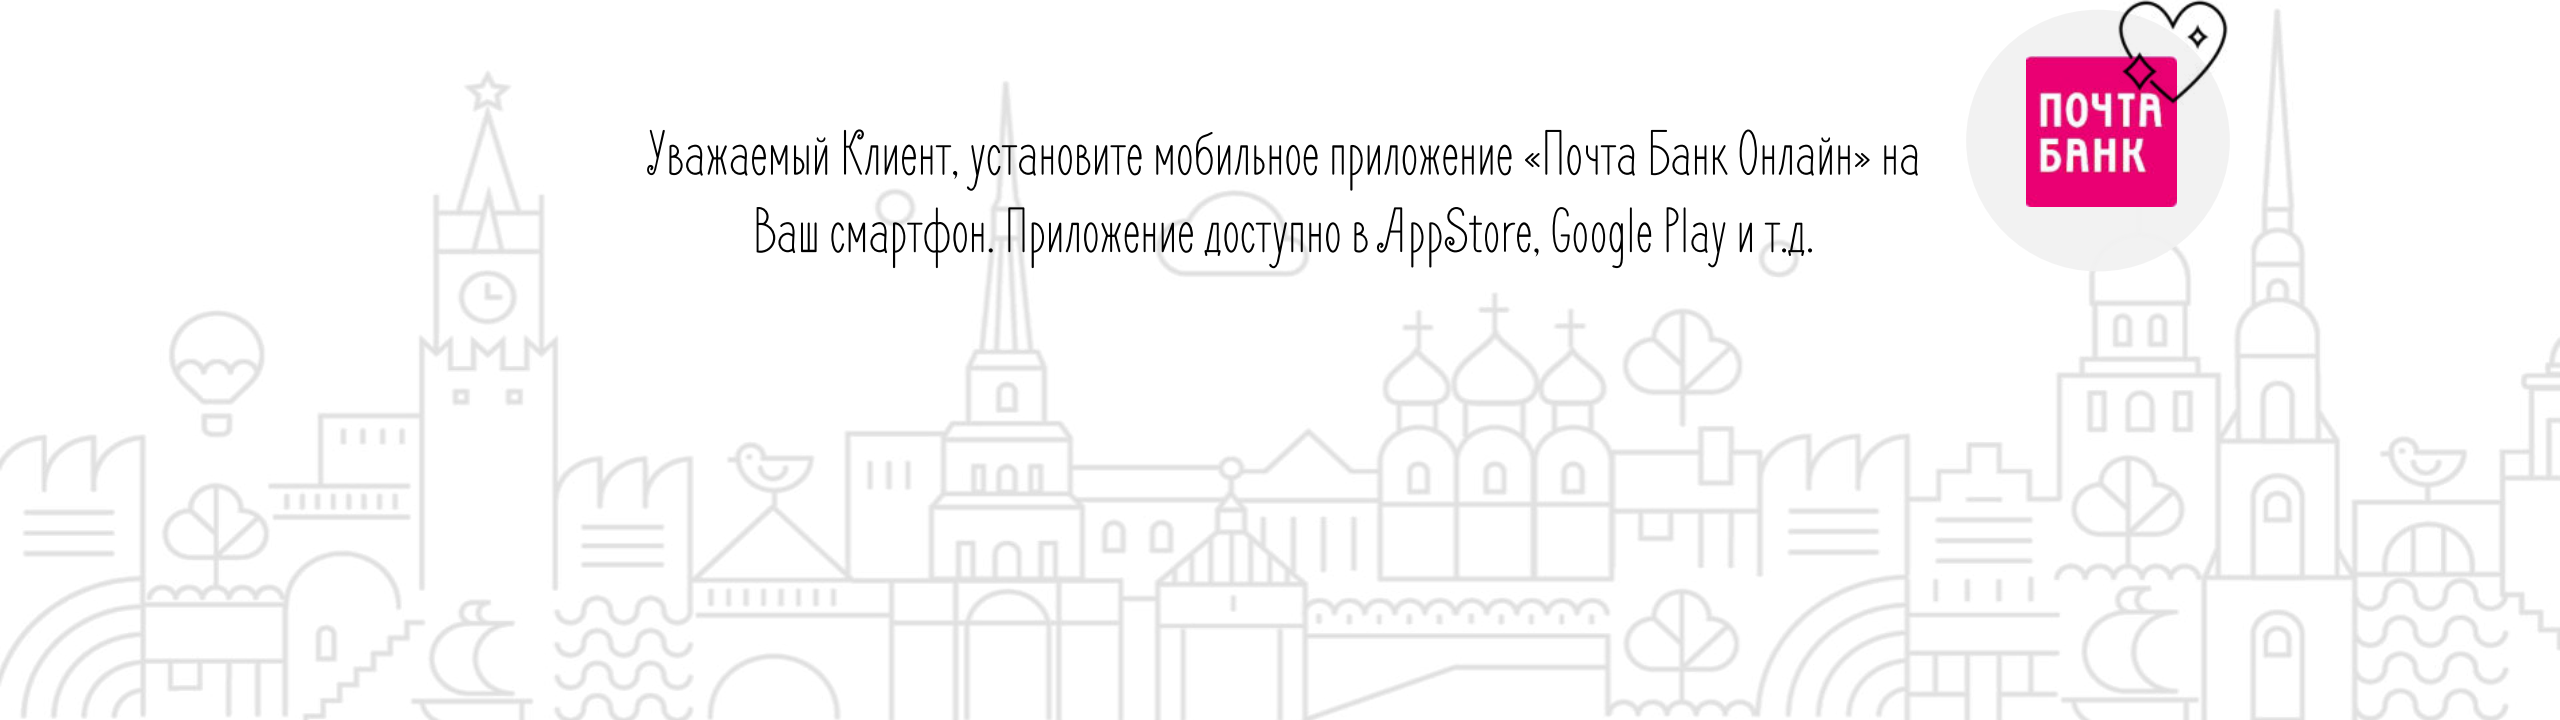 Уважаемый Клиент, установите мобильное приложение «Почта Банк Онлайн» на
Ваш смартфон. Приложение доступно в AppStore, Google Play и т.д.
ПОЧТА
БАНК